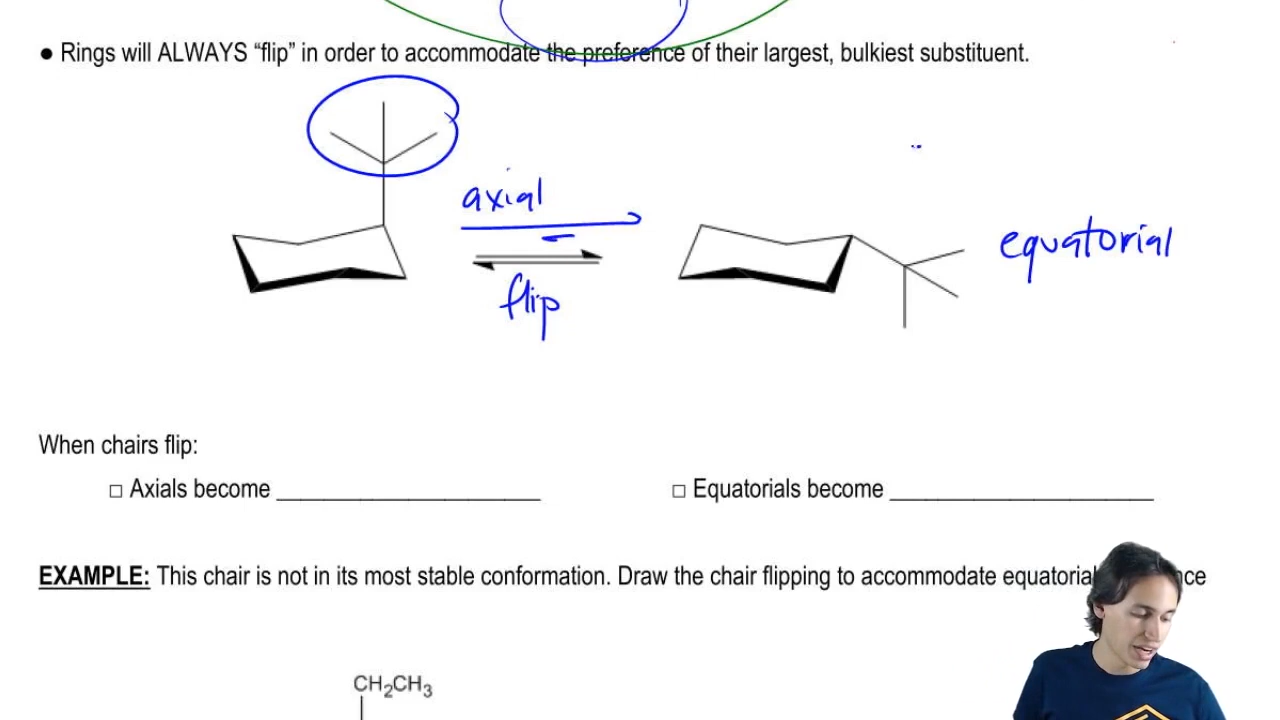 ● Rings will ALWAYS “flip” in order to accommodate the preference of their largest, bulkiest substituent.
axial
equatorial
flip
When chairs flip:
□ Axials become ______________________ □ Equatorials become ______________________
EXAMPLE: This chair is not in its most stable conformation. Draw the chair flipping to accommodate equatorial
CH₂CH₃